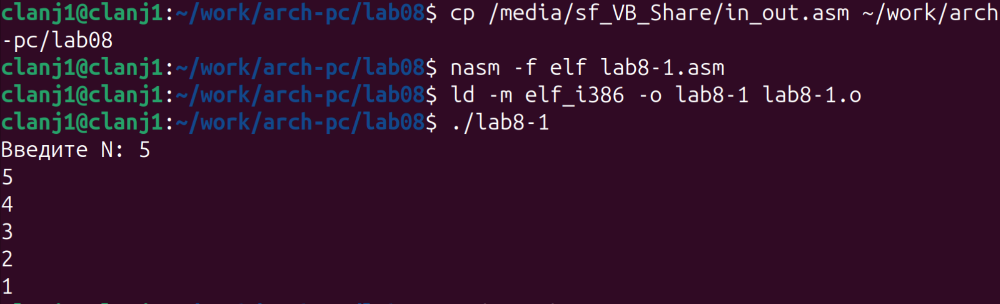 clanj1@clanj1:~/work/arch-pc/lab08$ cp /media/sf_VB_Share/in_out.asm ~/work/arch
-pc/lab08
clanj1@clanj1:~/work/arch-pc/lab08$ nasm -f elf lab8-1.asm
clanj1@clanj1:~/work/arch-pc/lab08$ ld -m elf_i386 -o lab8-1 lab8-1.o
clanj1@clanj1:~/work/arch-pc/lab08$ ./lab8-1
Введите N: 5
5
4
3
2
1